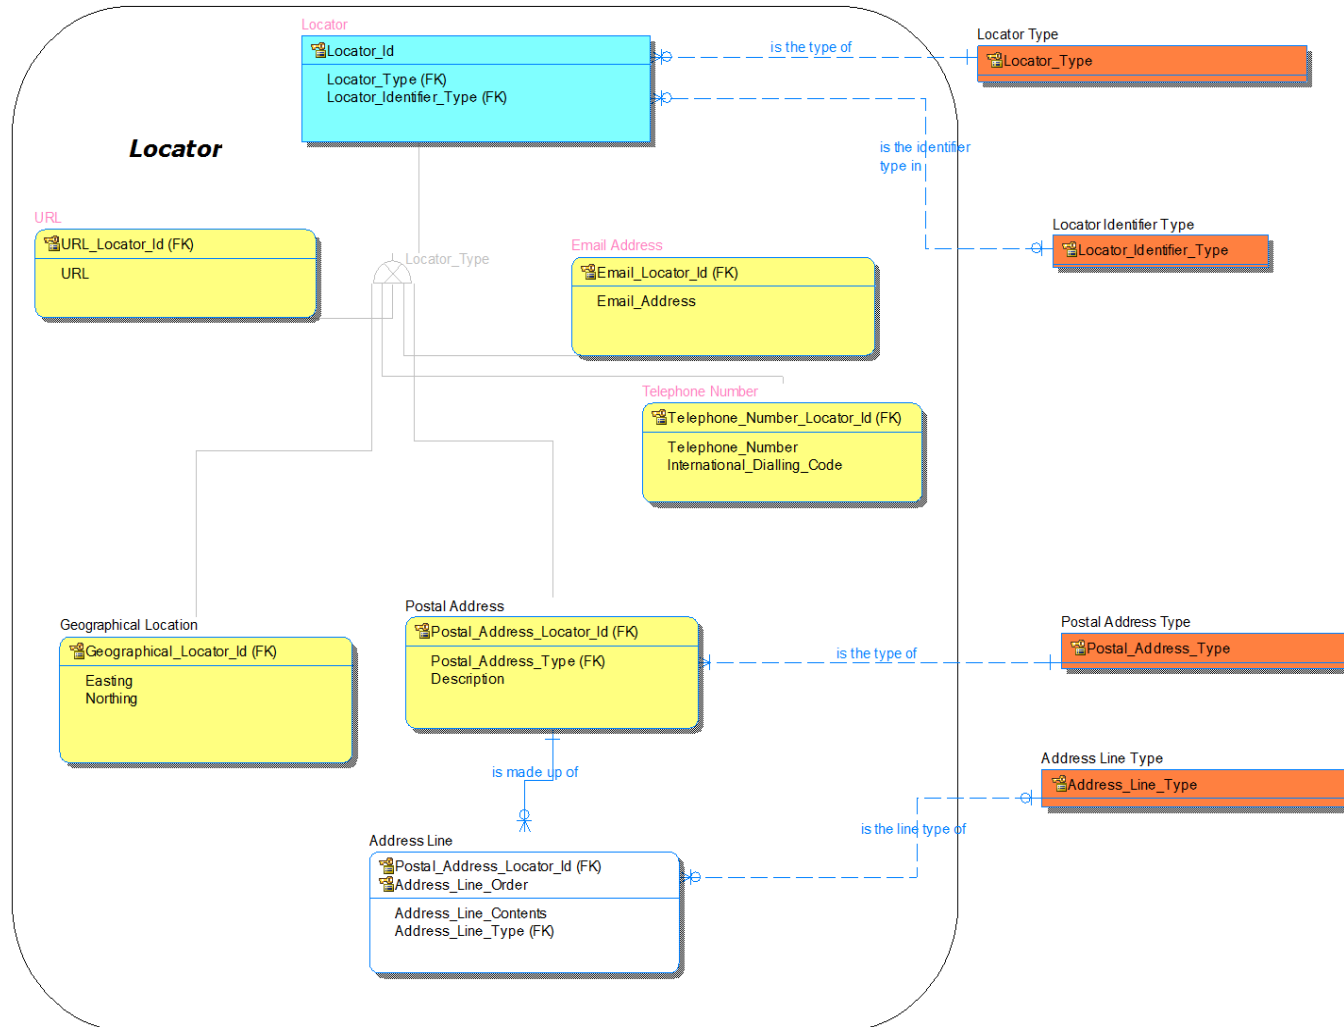 Locator
Locator_Id
Locator_Type (FK)
Locator_Identifier_Type (FK)
is the type of
Locator Type
Locator_Type
Locator
is the identifier
type in
URL
URL_Locator_Id (FK)
URL
Locator_Type
Email Address
Email_Locator_Id (FK)
Email_Address
Locator Identifier Type
Locator_Identifier_Type
Telephone Number
Telephone_Number_Locator_Id (FK)
Telephone_Number
International_Dialling_Code
Geographical Location
Geographical_Locator_Id (FK)
Easting
Northing
Postal Address
Postal_Address_Locator_Id (FK)
Postal_Address_Type (FK)
Description
is the type of
Postal Address Type
Postal_Address_Type
is made up of
Address Line Type
Address_Line_Type
is the line type of
Address Line
Postal_Address_Locator_Id (FK)
Address_Line_Order
Address_Line_Contents
Address_Line_Type (FK)